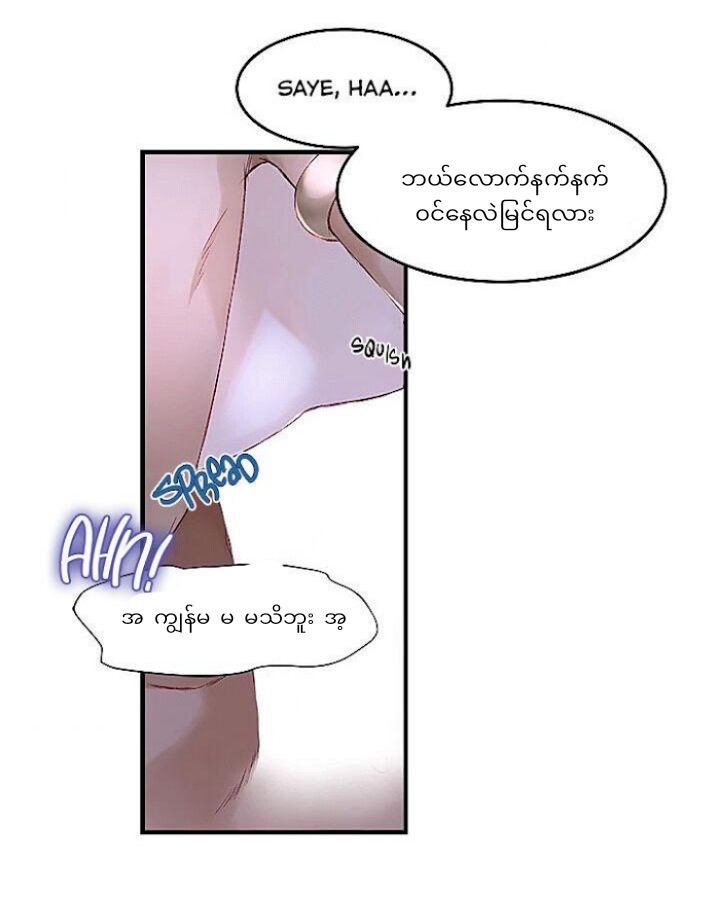 SAYE, HAA...
ဘယ်လောက်နက်နက်
ဝင်နေလဲမြင်ရလား
SQUISH
SPREAD
AHN!
အ ကျွန်မ မ မသိဘူး အ့